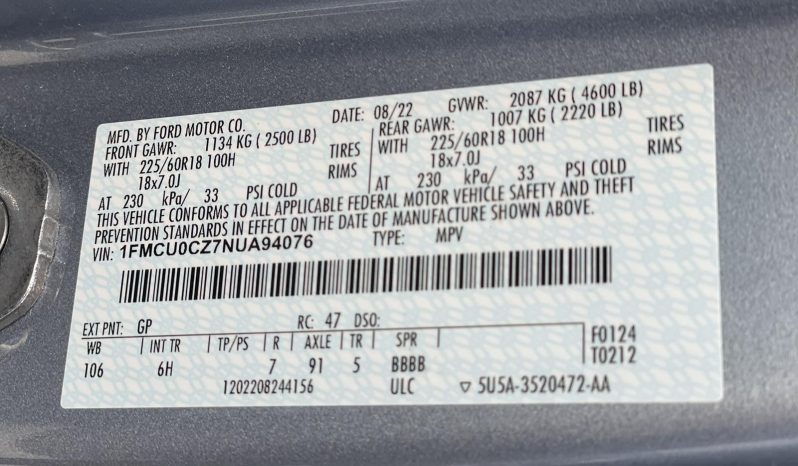 MFD. BY FORD MOTOR CO. DATE: 08/22 GVWR: 2087 KG ( 4600 LB)
FRONT GAWR: 1134 KG ( 2500 LB) REAR GAWR: 1007 KG ( 2220 LB)
WITH 225/60R18 100H TIRES WITH 225/60R18 100H TIRES
18x7.0J RIMS 18x7.0J RIMS
AT 230 kPa/ 33 PSI COLD AT 230 kPa/ 33 PSI COLD
THIS VEHICLE CONFORMS TO ALL APPLICABLE FEDERAL MOTOR VEHICLE SAFETY AND THEFT
PREVENTION STANDARDS IN EFFECT ON THE DATE OF MANUFACTURE SHOWN ABOVE.
VIN: 1FMCU0CZ7NUA94076 TYPE: MPV
EXT PNT: GP RC: 47 DSO: F0124
WB INT TR TP/PS R AXLE TR SPR T0212
106 6H 7 91 5 BBBB
1202208244156 ULC ▽ 5U5A-3520472-AA